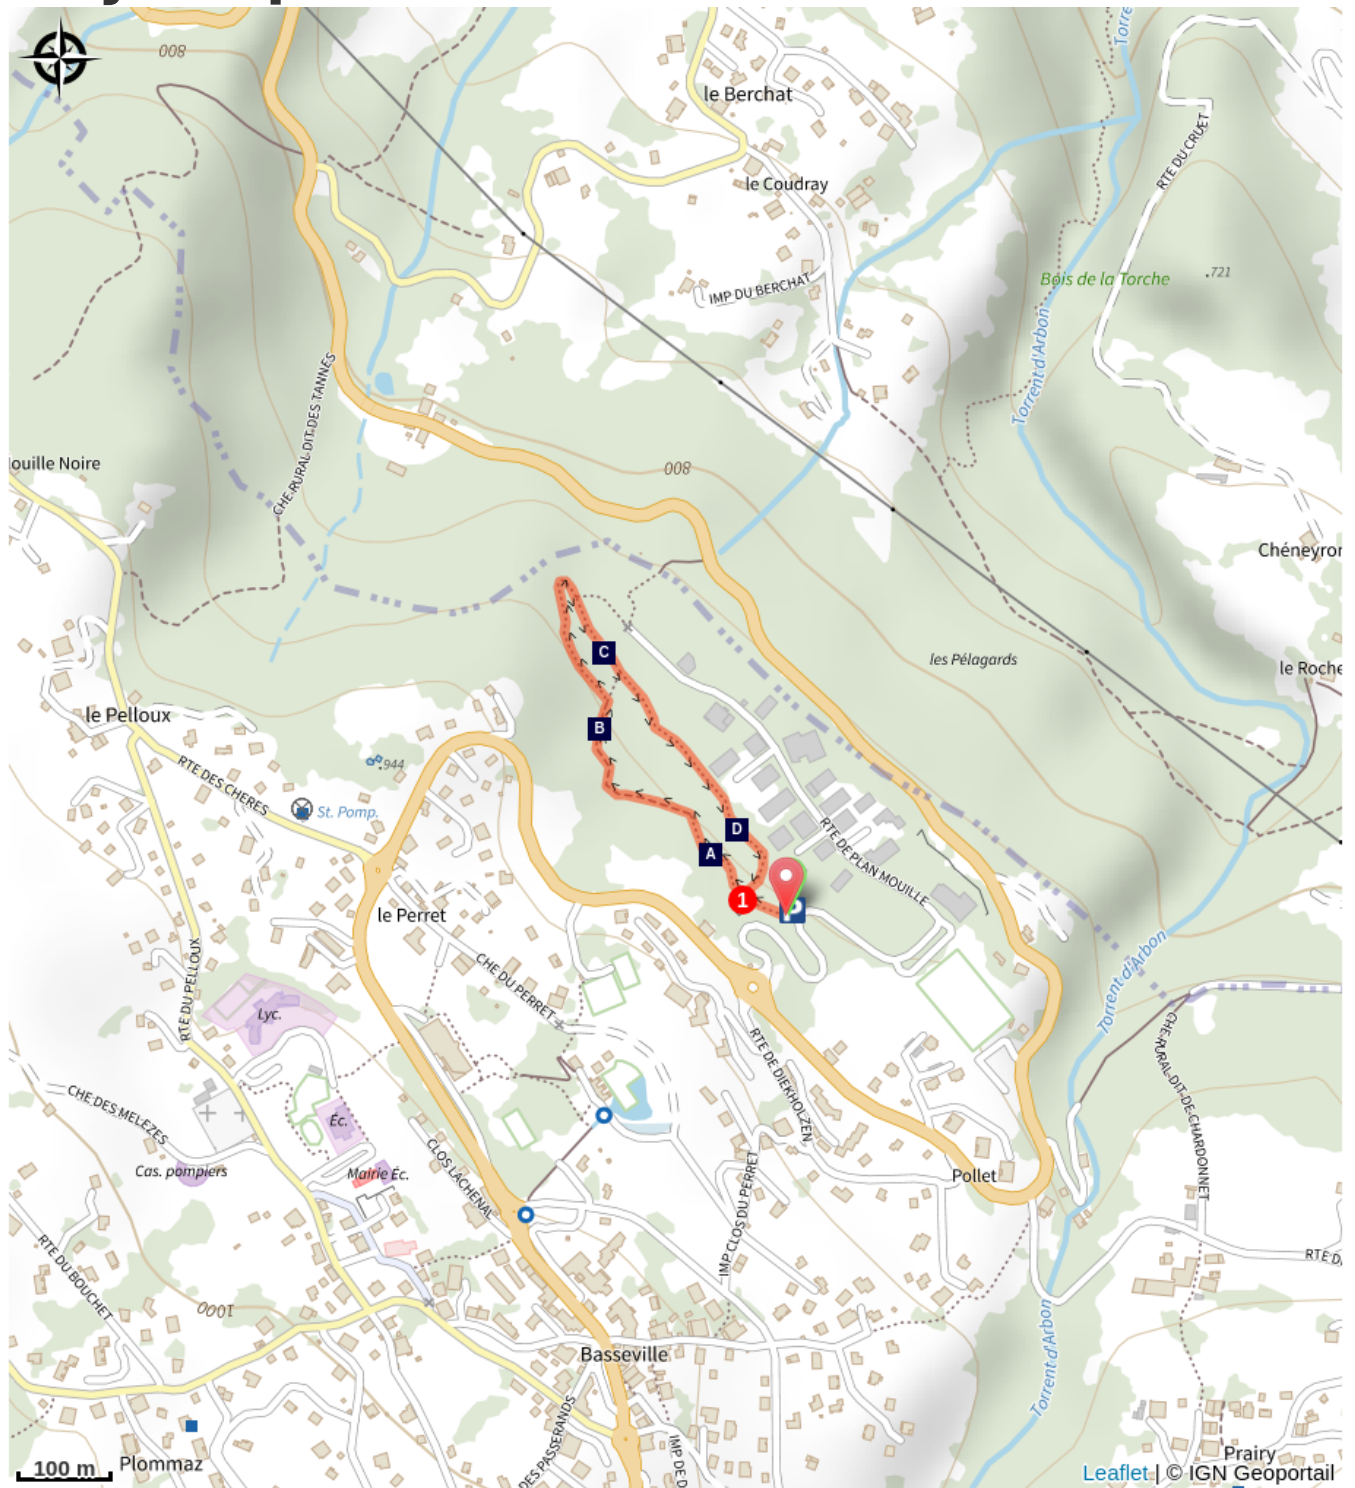 800
le Berchat
Torre
RTE DU CRUET
le Coudray
721
Bois de la Torche
IMP DU BERCHAT
Torrent d'Arbon
CHE RURAL DIT DES TANNES
ouille Noire
800
Chéneyron
les Pélagards
C
le Roche
le Pelloux
B
944
RTE DES CHERES
St. Pomp.
RTE DE PLAN MOUILLE
D
A
1
P
le Perret
RTE DU PELLOUX
CHE DU PERRET
Torrent d'Arbon
Lyc.
RTE DE DIEKHOLZEN
CHE RURAL DIT DE CHARDONNET
CHE DES MELEZES
Éc.
Cas. pompiers
Mairie Éc.
CLOS LACHENAL
IMP CLOS DU PERRET
Pollet
RTE DU BOUCHET
RTE D
1000
Basseville
Torrent d'Arbon
DES PASSERANDS
IMP DE D
Plommaz
Prairy
100 m
Leaflet | © IGN Geoportail